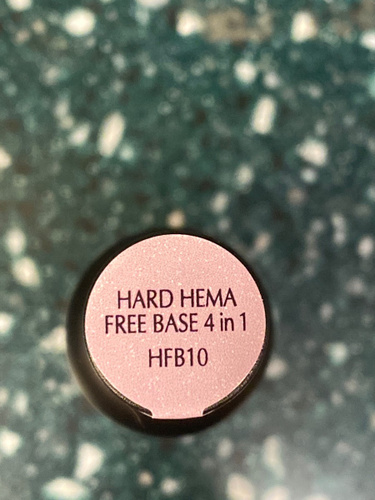 HARD HEMA
FREE BASE 4 in 1
HFB10